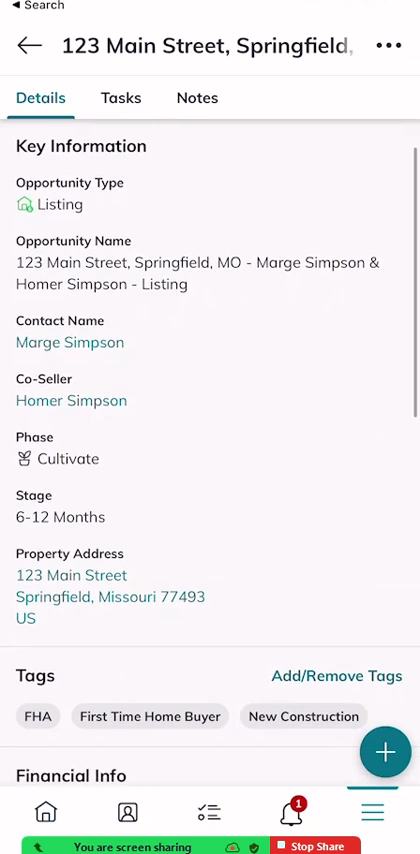 Search
123 Main Street, Springfield,
Details Tasks Notes
Key Information
Opportunity Type
Listing
Opportunity Name
123 Main Street, Springfield, MO - Marge Simpson &
Homer Simpson - Listing
Contact Name
Marge Simpson
Co-Seller
Homer Simpson
Phase
Cultivate
Stage
6-12 Months
Property Address
123 Main Street
Springfield, Missouri 77493
US
Tags Add/Remove Tags
FHA First Time Home Buyer New Construction
Financial Info
1
You are screen sharing Stop Share